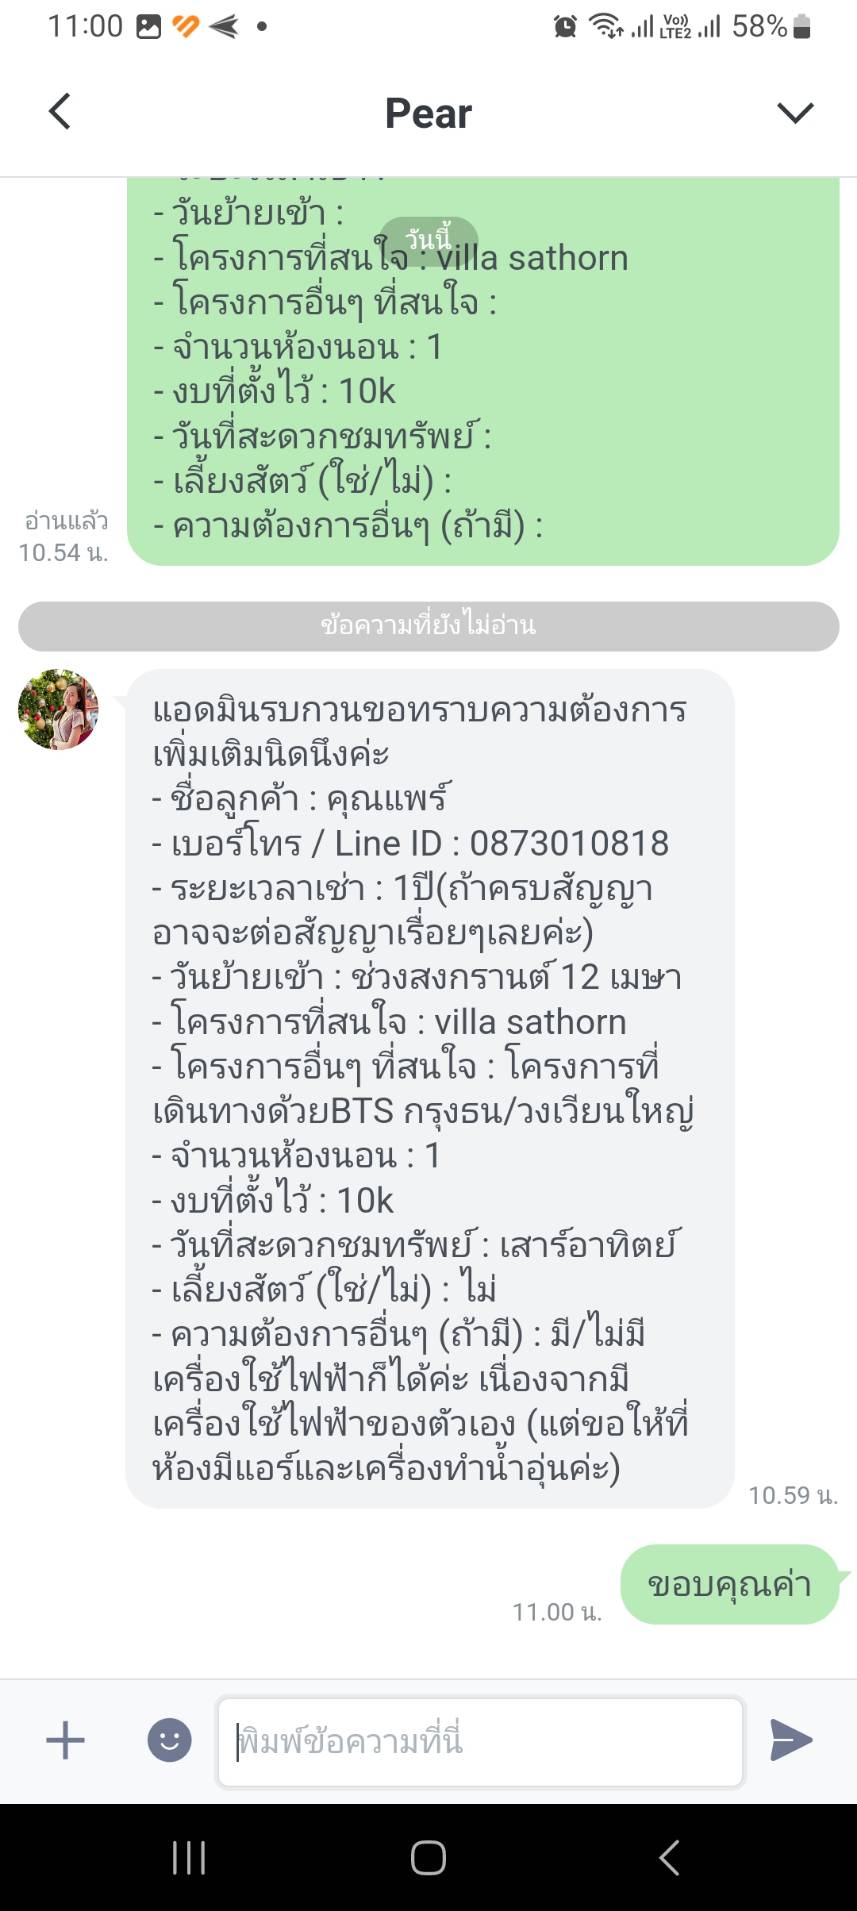 11:00
Vo))
LTE2
58%
Pear
- วันย้ายเข้า :
วันนี้
- โครงการที่สนใจ : villa sathorn
- โครงการอื่นๆ ที่สนใจ :
- จำนวนห้องนอน : 1
- งบที่ตั้งไว้ : 10k
- วันที่สะดวกชมทรัพย์ :
- เลี้ยงสัตว์ (ใช่/ไม่) :
- ความต้องการอื่นๆ (ถ้ามี) :
อ่านแล้ว
10.54 น.
ข้อความที่ยังไม่อ่าน
แอดมินรบกวนขอทราบความต้องการ
เพิ่มเติมนิดนึงค่ะ
- ชื่อลูกค้า : คุณแพร์
- เบอร์โทร / Line ID : 0873010818
- ระยะเวลาเช่า : 1ปี(ถ้าครบสัญญา
อาจจะต่อสัญญาเรื่อยๆเลยค่ะ)
- วันย้ายเข้า : ช่วงสงกรานต์ 12 เมษา
- โครงการที่สนใจ : villa sathorn
- โครงการอื่นๆ ที่สนใจ : โครงการที่
เดินทางด้วยBTS กรุงธน/วงเวียนใหญ่
- จำนวนห้องนอน : 1
- งบที่ตั้งไว้ : 10k
- วันที่สะดวกชมทรัพย์ : เสาร์อาทิตย์
- เลี้ยงสัตว์ (ใช่/ไม่) : ไม่
- ความต้องการอื่นๆ (ถ้ามี) : มี/ไม่มี
เครื่องใช้ไฟฟ้าก็ได้ค่ะ เนื่องจากมี
เครื่องใช้ไฟฟ้าของตัวเอง (แต่ขอให้ที่
ห้องมีแอร์และเครื่องทำน้ำอุ่นค่ะ)
10.59 น.
ขอบคุณค่า
11.00 น.
พิมพ์ข้อความที่นี่